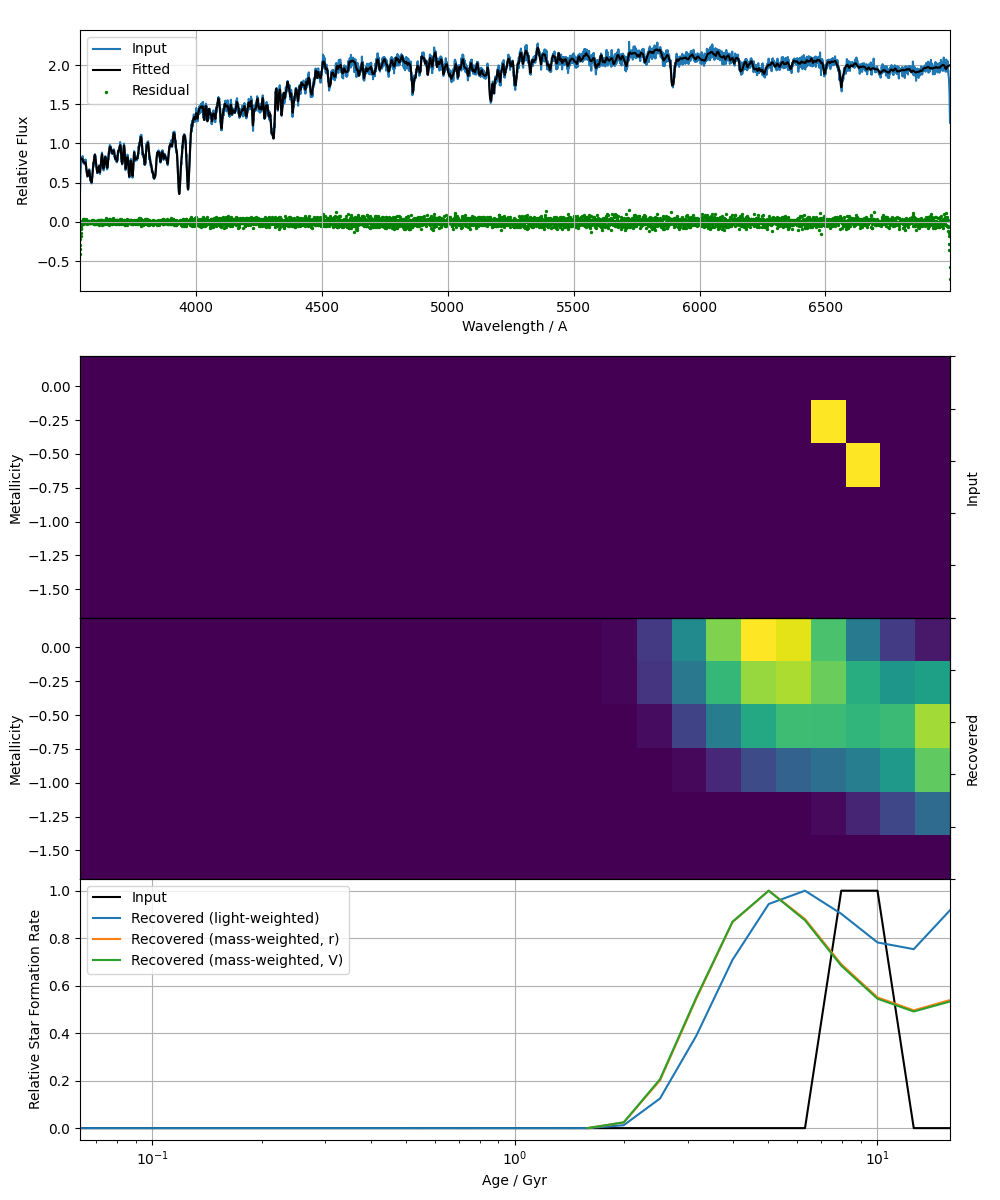 Input
Fitted
Residual
2.0
1.5
1.0
0.5
0.0
−0.5
Relative Flux
4000 4500 5000 5500 6000 6500
Wavelength / A
0.00
−0.25
−0.50
−0.75
−1.00
−1.25
−1.50
Metallicity
Input
0.00
−0.25
−0.50
−0.75
−1.00
−1.25
−1.50
Metallicity
Recovered
Input
Recovered (light-weighted)
Recovered (mass-weighted, r)
Recovered (mass-weighted, V)
1.0
0.8
0.6
0.4
0.2
0.0
Relative Star Formation Rate
10⁻¹ 10⁰ 10¹
Age / Gyr